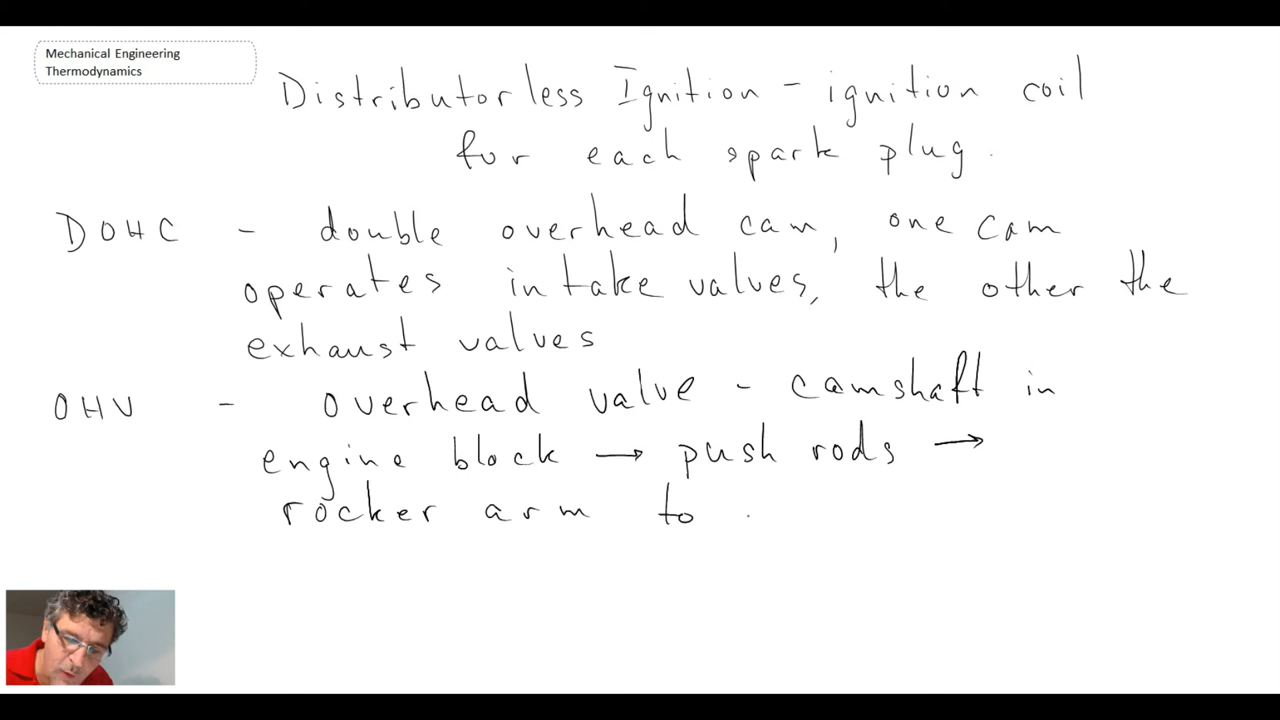 Mechanical Engineering
Thermodynamics
Distributorless Ignition - ignition coil
for each spark plug.
DOHC - double overhead cam, one cam
operates intake valves, the other the
exhaust valves
OHV - overhead valve - camshaft in
engine block → push rods →
rocker arm to